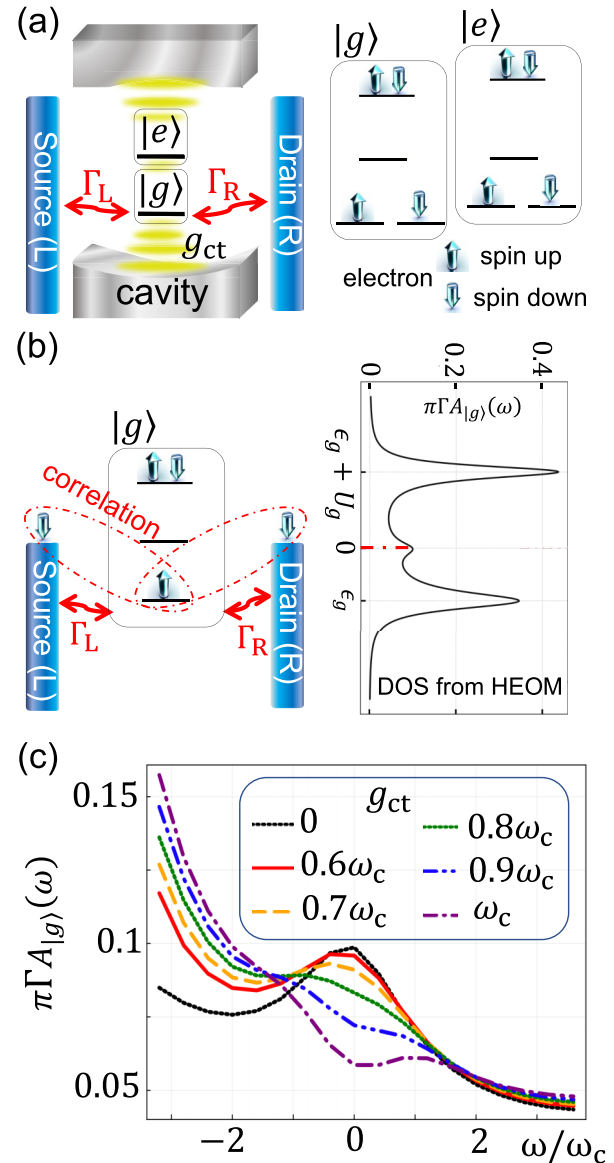 (a)
|g⟩
|e⟩
Source (L)
Γ_L
|e⟩
|g⟩
Γ_R
Drain (R)
g_ct
cavity
electron
spin up
spin down
(b)
|g⟩
correlation
Source (L)
Γ_L
Γ_R
Drain (R)
0 0.2 0.4
πΓA_|g⟩(ω)
ϵ_g + U_g
0
ϵ_g
DOS from HEOM
(c)
πΓA_|g⟩(ω)
0.15
0.1
0.05
g_ct
0
0.6ω_c
0.7ω_c
0.8ω_c
0.9ω_c
ω_c
−2 0 2 ω/ω_c